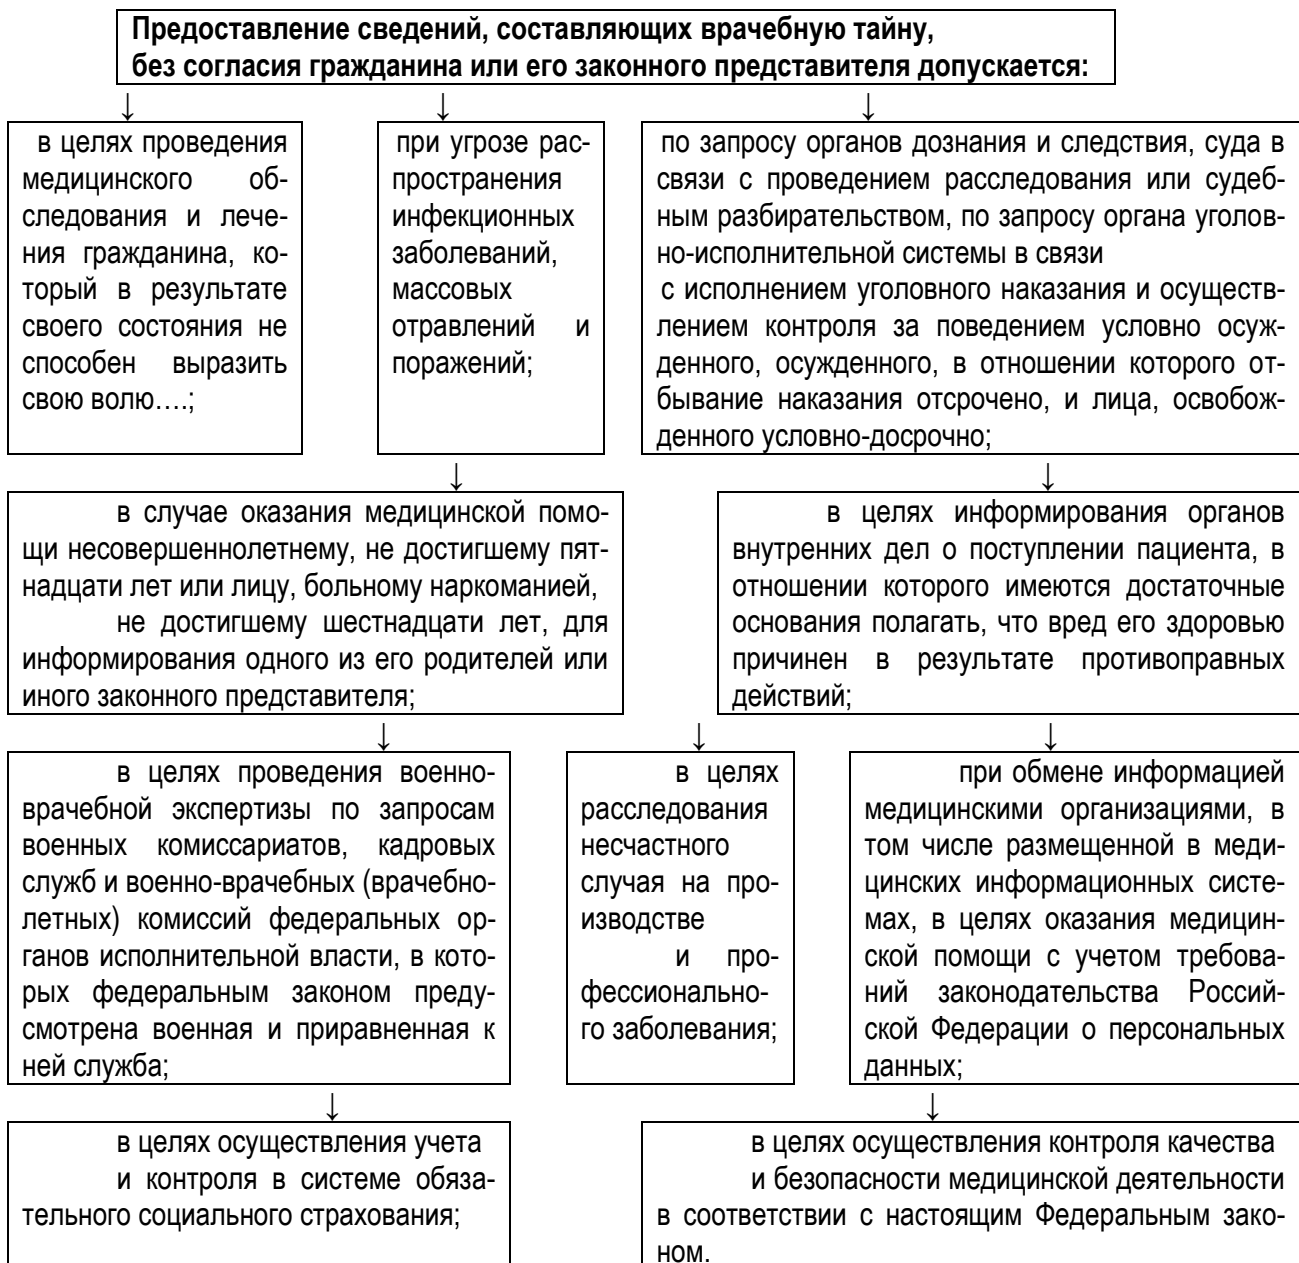 Предоставление сведений, составляющих врачебную тайну,
без согласия гражданина или его законного представителя допускается:
↓
↓
↓
в целях проведения
медицинского об-
следования и лече-
ния гражданина, ко-
торый в результате
своего состояния не
способен выразить
свою волю….;
при угрозе рас-
пространения
инфекционных
заболеваний,
массовых
отравлений и
поражений;
по запросу органов дознания и следствия, суда в
связи с проведением расследования или судеб-
ным разбирательством, по запросу органа уголов-
но-исполнительной системы в связи
с исполнением уголовного наказания и осуществ-
лением контроля за поведением условно осуж-
денного, осужденного, в отношении которого от-
бывание наказания отсрочено, и лица, освобож-
денного условно-досрочно;
↓
↓
в случае оказания медицинской помо-
щи несовершеннолетнему, не достигшему пят-
надцати лет или лицу, больному наркоманией,
не достигшему шестнадцати лет, для
информирования одного из его родителей или
иного законного представителя;
в целях информирования органов
внутренних дел о поступлении пациента, в
отношении которого имеются достаточные
основания полагать, что вред его здоровью
причинен в результате противоправных
действий;
↓
↓
↓
в целях проведения военно-
врачебной экспертизы по запросам
военных комиссариатов, кадровых
служб и военно-врачебных (врачебно-
летных) комиссий федеральных ор-
ганов исполнительной власти, в кото-
рых федеральным законом преду-
смотрена военная и приравненная к
ней служба;
в целях
расследования
несчастного
случая на про-
изводстве
и про-
фессионально-
го заболевания;
при обмене информацией
медицинскими организациями, в
том числе размещенной в меди-
цинских информационных систе-
мах, в целях оказания медицин-
ской помощи с учетом требова-
ний законодательства Россий-
ской Федерации о персональных
данных;
↓
↓
в целях осуществления учета
и контроля в системе обяза-
тельного социального страхования;
в целях осуществления контроля качества
и безопасности медицинской деятельности
в соответствии с настоящим Федеральным зако-
ном.